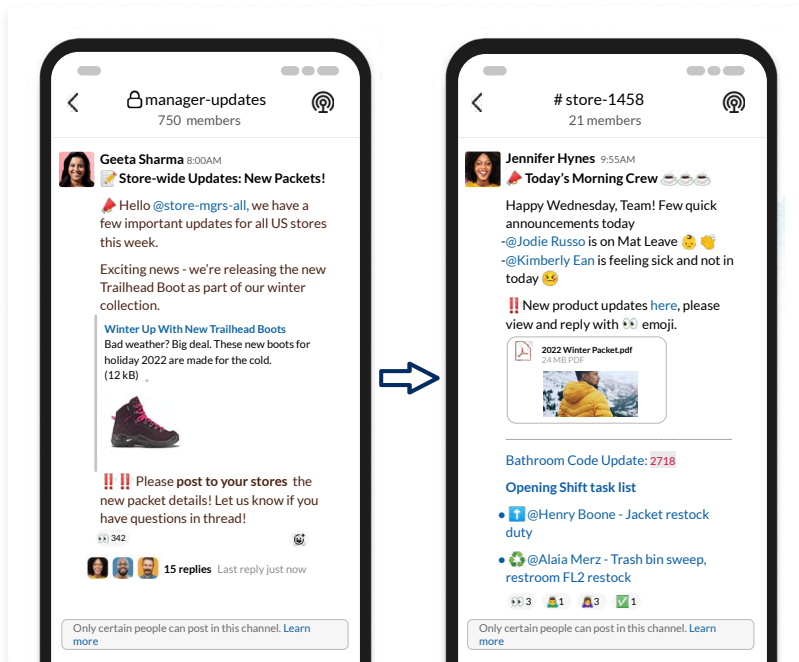 manager-updates
750 members
Geeta Sharma 8:00AM
📝Store-wide Updates: New Packets!
📣Hello @store-mgrs-all, we have a
few important updates for all US stores
this week.
Exciting news - we're releasing the new
Trailhead Boot as part of our winter
collection.
Winter Up With New Trailhead Boots
Bad weather? Big deal. These new boots for
holiday 2022 are made for the cold.
(12 kB)
‼️ ‼️ Please post to your stores the
new packet details! Let us know if you
have questions in thread!
👀 342
15 replies Last reply just now
Only certain people can post in this channel. Learn
more
# store-1458
21 members
Jennifer Hynes 9:55AM
📣 Today's Morning Crew ☕☕☕
Happy Wednesday, Team! Few quick
announcements today
-@Jodie Russo is on Mat Leave 👶 👏
-@Kimberly Ean is feeling sick and not in
today 🤒
‼️New product updates here, please
view and reply with 👀 emoji.
2022 Winter Packet.pdf
24 MB PDF
Bathroom Code Update: 2718
Opening Shift task list
• ⬆️@Henry Boone - Jacket restock
duty
• ♻️@Alaia Merz - Trash bin sweep,
restroom FL2 restock
👀3 🙋‍♂️1 🙋‍♀️3 ✅1
Only certain people can post in this channel. Learn
more